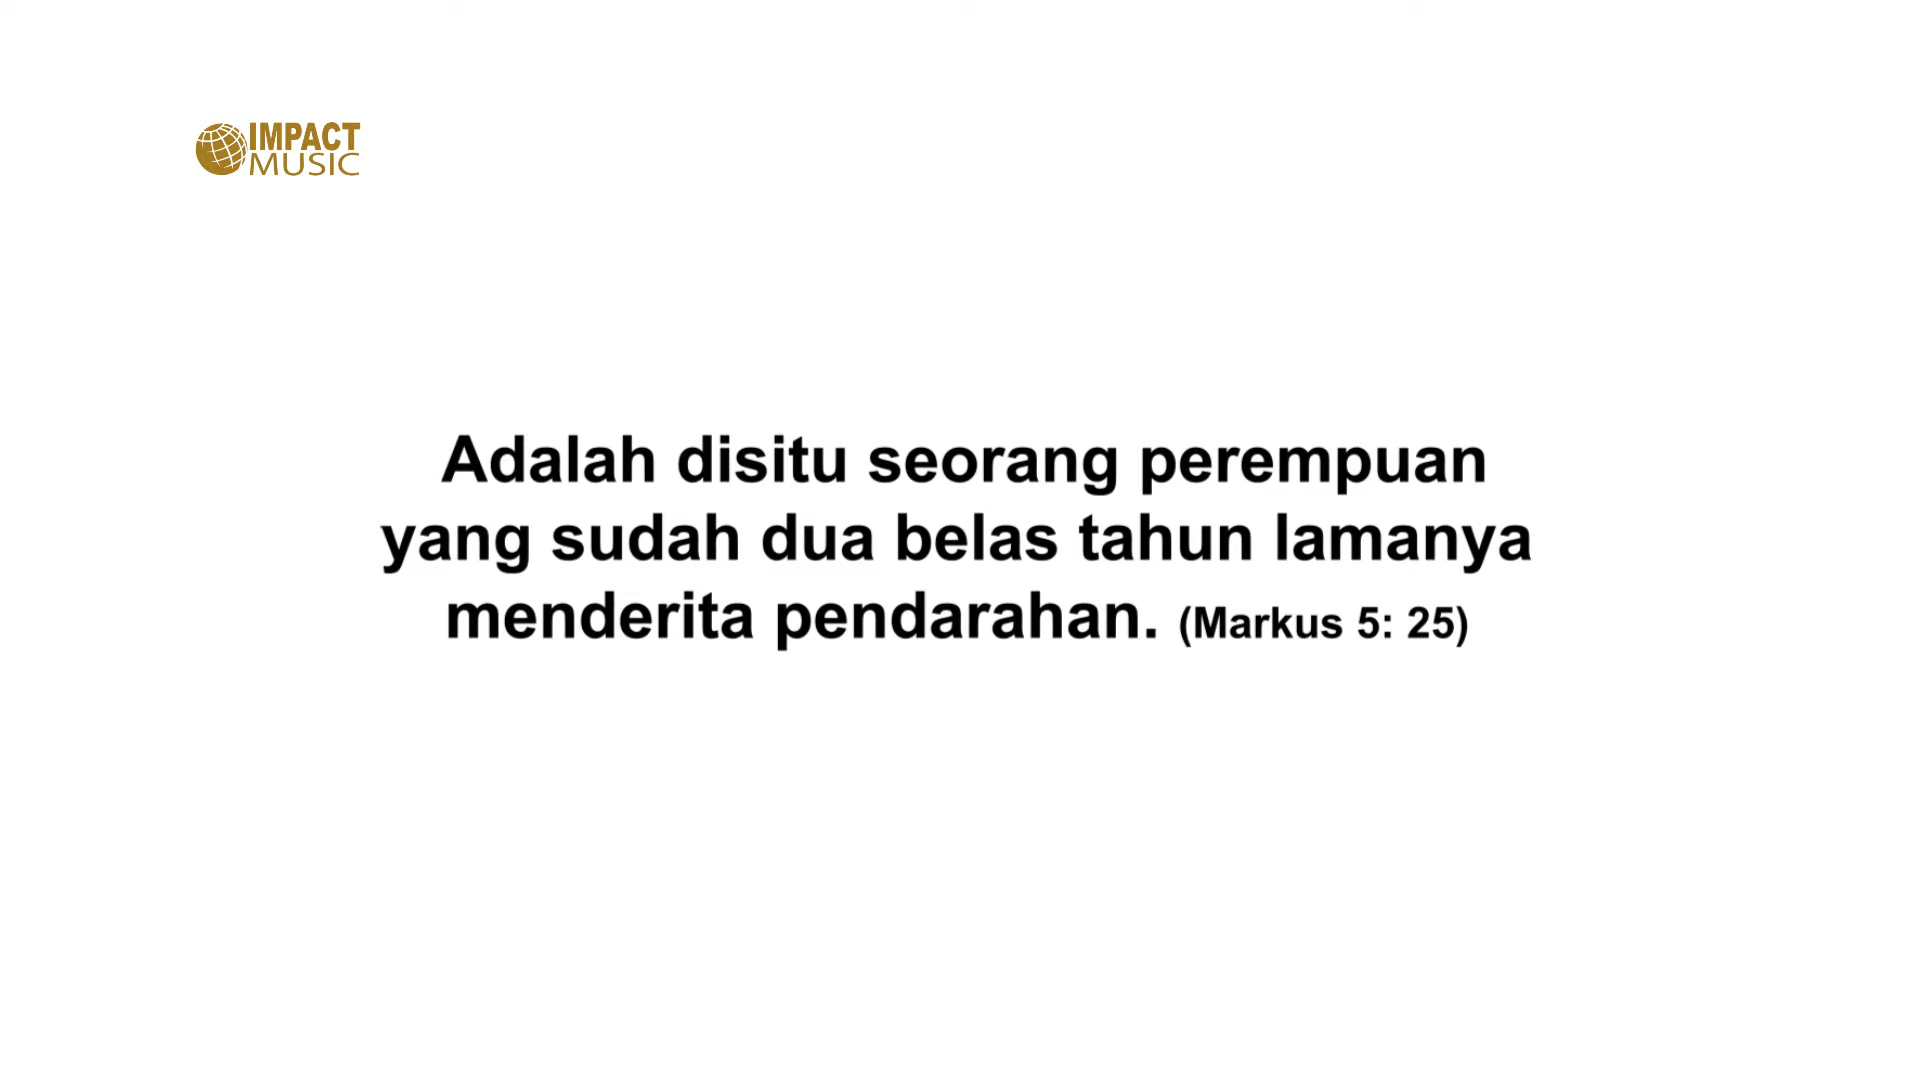 IMPACT
MUSIC
Adalah disitu seorang perempuan
yang sudah dua belas tahun lamanya
menderita pendarahan. (Markus 5: 25)